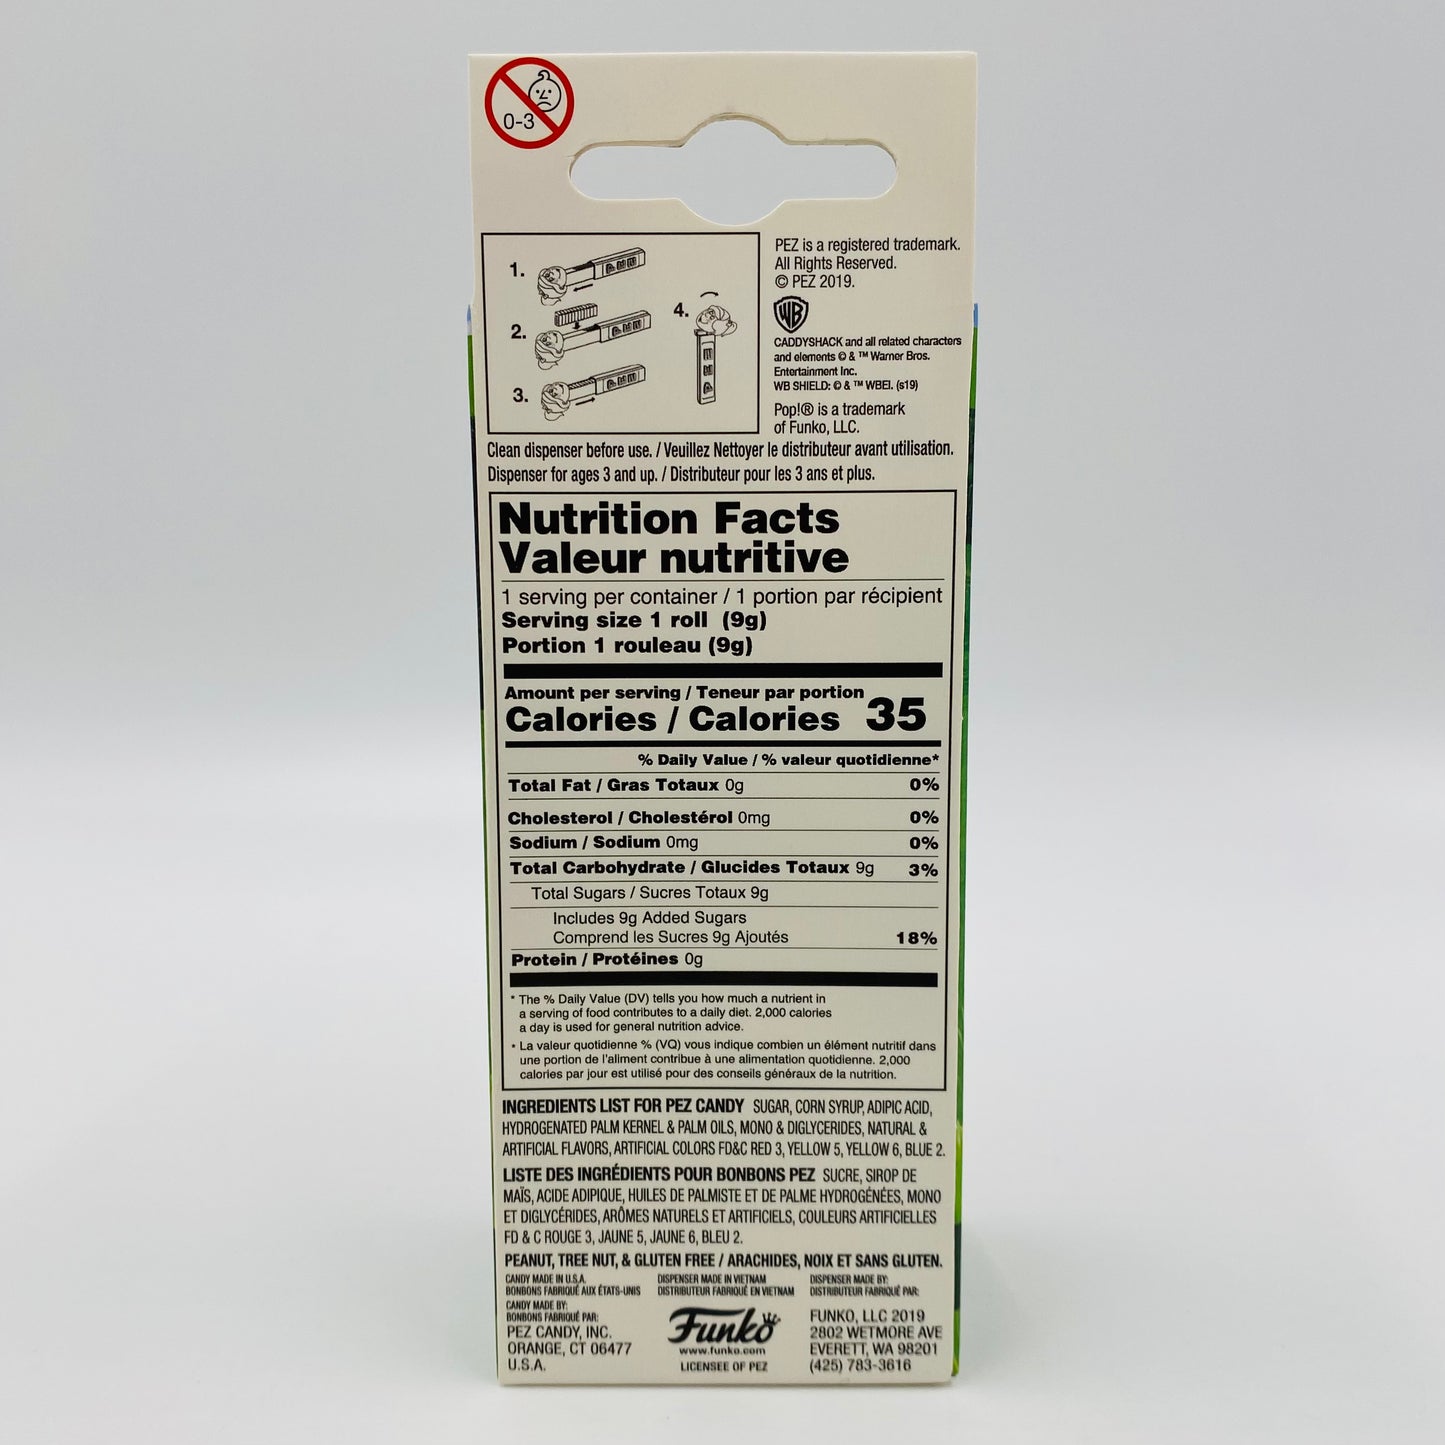 0-3
1.
2.
3.
4.
PEZ is a registered trademark.
All Rights Reserved.
© PEZ 2019.
WB
CADDYSHACK and all related characters
and elements © & ™ Warner Bros.
Entertainment Inc.
WB SHIELD: © & ™ WBEI. (s19)
Pop!® is a trademark
of Funko, LLC.
Clean dispenser before use. / Veuillez Nettoyer le distributeur avant utilisation.
Dispenser for ages 3 and up. / Distributeur pour les 3 ans et plus.
Nutrition Facts
Valeur nutritive
1 serving per container / 1 portion par récipient
Serving size 1 roll (9g)
Portion 1 rouleau (9g)
Amount per serving / Teneur par portion
Calories / Calories 35
% Daily Value / % valeur quotidienne*
Total Fat / Gras Totaux 0g 0%
Cholesterol / Cholestérol 0mg 0%
Sodium / Sodium 0mg 0%
Total Carbohydrate / Glucides Totaux 9g 3%
Total Sugars / Sucres Totaux 9g
Includes 9g Added Sugars
Comprend les Sucres 9g Ajoutés 18%
Protein / Protéines 0g
* The % Daily Value (DV) tells you how much a nutrient in
a serving of food contributes to a daily diet. 2,000 calories
a day is used for general nutrition advice.
* La valeur quotidienne % (VQ) vous indique combien un élément nutritif dans
une portion de l'aliment contribue à une alimentation quotidienne. 2,000
calories par jour est utilisé pour des conseils généraux de la nutrition.
INGREDIENTS LIST FOR PEZ CANDY SUGAR, CORN SYRUP, ADIPIC ACID,
HYDROGENATED PALM KERNEL & PALM OILS, MONO & DIGLYCERIDES, NATURAL &
ARTIFICIAL FLAVORS, ARTIFICIAL COLORS FD&C RED 3, YELLOW 5, YELLOW 6, BLUE 2.
LISTE DES INGRÉDIENTS POUR BONBONS PEZ SUCRE, SIROP DE
MAÏS, ACIDE ADIPIQUE, HUILES DE PALMISTE ET DE PALME HYDROGÉNÉES, MONO
ET DIGLYCÉRIDES, ARÔMES NATURELS ET ARTIFICIELS, COULEURS ARTIFICIELLES
FD & C ROUGE 3, JAUNE 5, JAUNE 6, BLEU 2.
PEANUT, TREE NUT, & GLUTEN FREE / ARACHIDES, NOIX ET SANS GLUTEN.
CANDY MADE IN U.S.A.
BONBONS FABRIQUÉ AUX ÉTATS-UNIS
CANDY MADE BY:
BONBONS FABRIQUÉ PAR:
PEZ CANDY, INC.
ORANGE, CT 06477
U.S.A.
DISPENSER MADE IN VIETNAM
DISTRIBUTEUR FABRIQUÉ EN VIETNAM
Funko
www.funko.com
LICENSEE OF PEZ
DISPENSER MADE BY:
DISTRIBUTEUR FABRIQUÉ PAR:
FUNKO, LLC 2019
2802 WETMORE AVE
EVERETT, WA 98201
(425) 783-3616